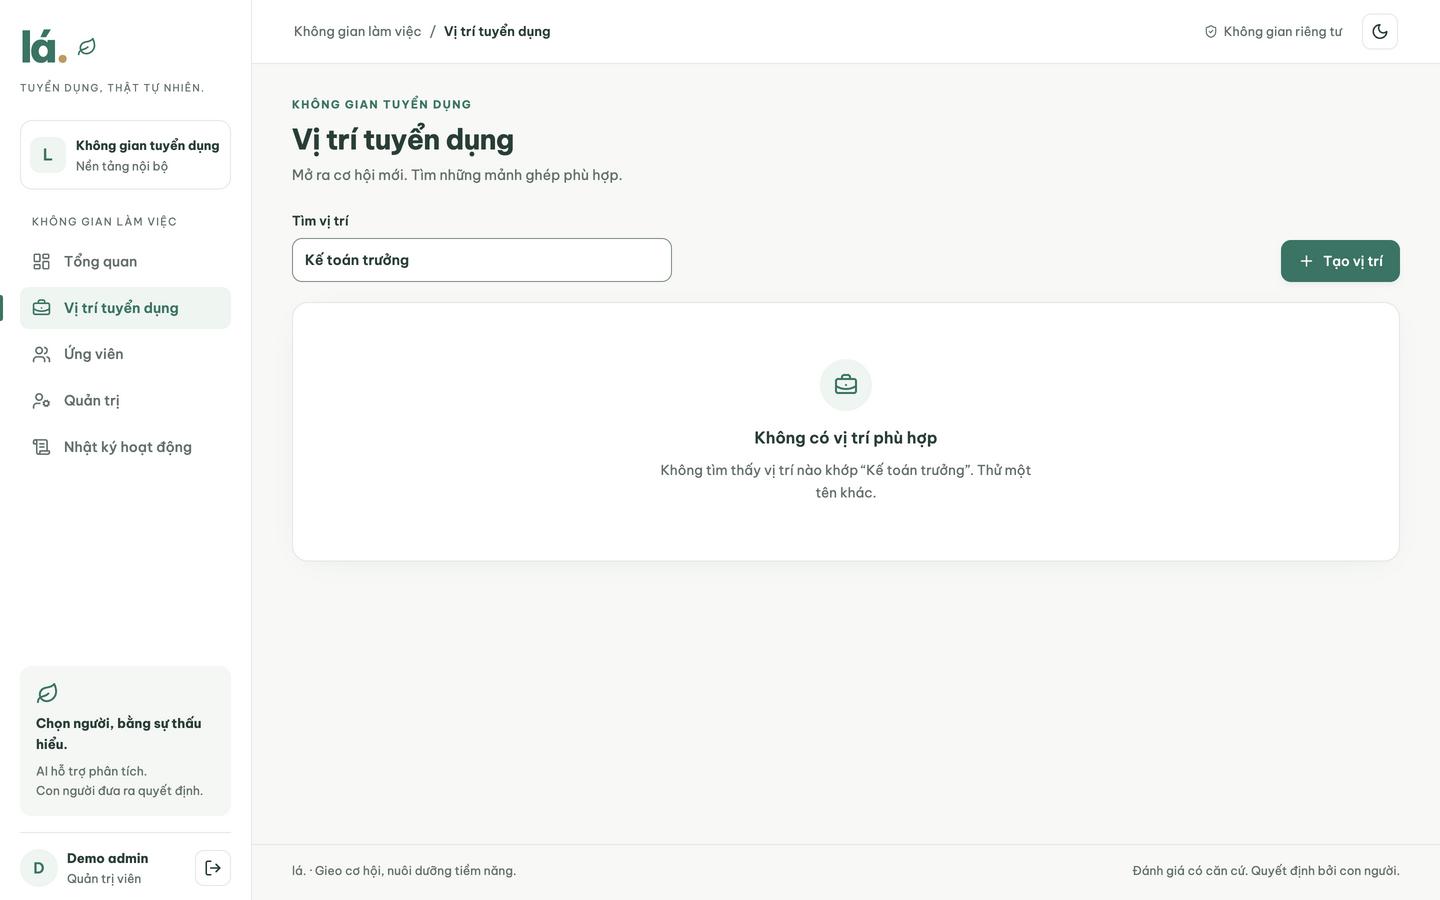 lá.
TUYỂN DỤNG, THẬT TỰ NHIÊN.
L
Không gian tuyển dụng
Nền tảng nội bộ
KHÔNG GIAN LÀM VIỆC
Tổng quan
Vị trí tuyển dụng
Ứng viên
Quản trị
Nhật ký hoạt động
Chọn người, bằng sự thấu
hiểu.
AI hỗ trợ phân tích.
Con người đưa ra quyết định.
D
Demo admin
Quản trị viên
Không gian làm việc / Vị trí tuyển dụng
Không gian riêng tư
KHÔNG GIAN TUYỂN DỤNG
Vị trí tuyển dụng
Mở ra cơ hội mới. Tìm những mảnh ghép phù hợp.
Tìm vị trí
Kế toán trưởng
Tạo vị trí
Không có vị trí phù hợp
Không tìm thấy vị trí nào khớp “Kế toán trưởng”. Thử một
tên khác.
lá. · Gieo cơ hội, nuôi dưỡng tiềm năng.
Đánh giá có căn cứ. Quyết định bởi con người.